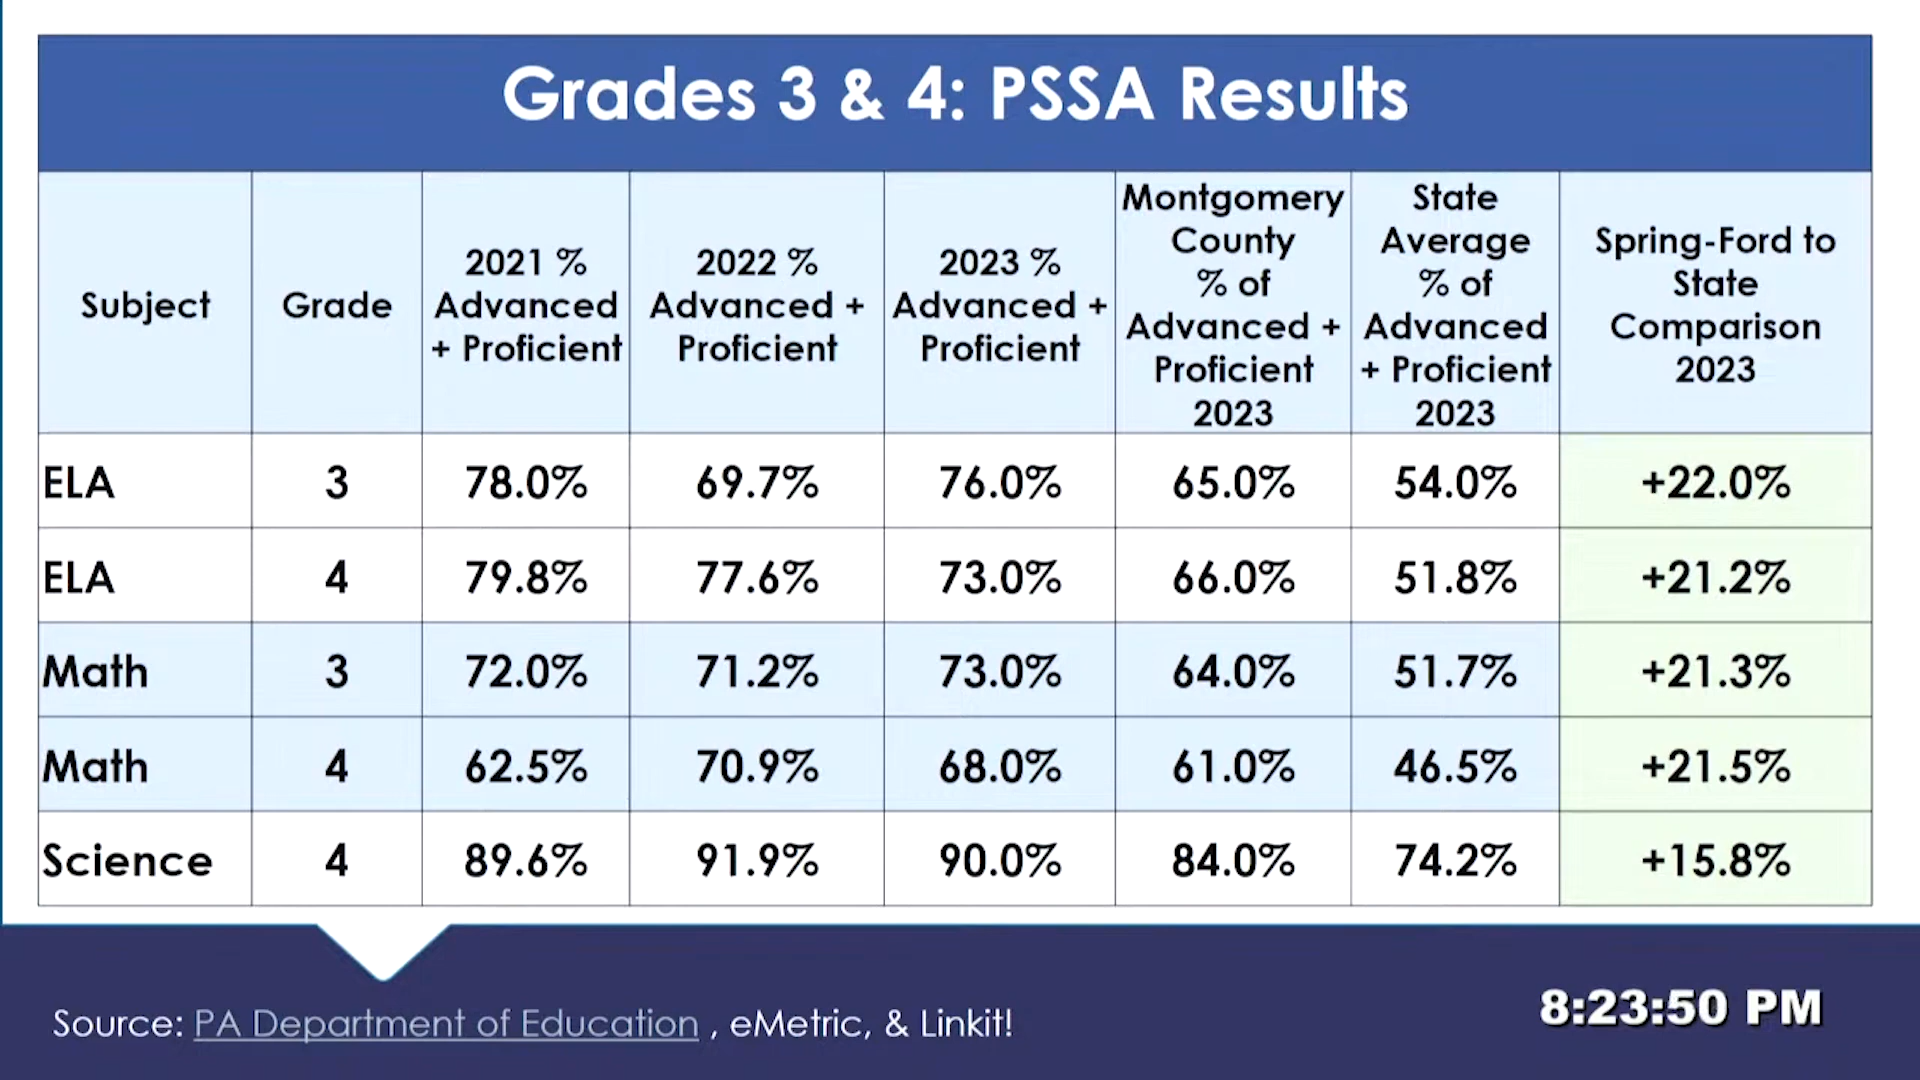 Grades 3 & 4: PSSA Results
Subject
Grade
2021 %
Advanced
+ Proficient
2022 %
Advanced +
Proficient
2023 %
Advanced +
Proficient
Montgomery
County
% of
Advanced +
Proficient
2023
State
Average
% of
Advanced
+ Proficient
2023
Spring-Ford to
State
Comparison
2023
ELA 3 78.0% 69.7% 76.0% 65.0% 54.0% +22.0%
ELA 4 79.8% 77.6% 73.0% 66.0% 51.8% +21.2%
Math 3 72.0% 71.2% 73.0% 64.0% 51.7% +21.3%
Math 4 62.5% 70.9% 68.0% 61.0% 46.5% +21.5%
Science 4 89.6% 91.9% 90.0% 84.0% 74.2% +15.8%
Source: PA Department of Education , eMetric, & Linkit!
8:23:50 PM